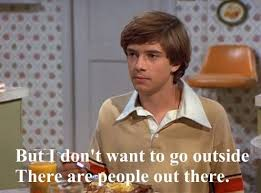 But I don't want to go outside
There are people out there.